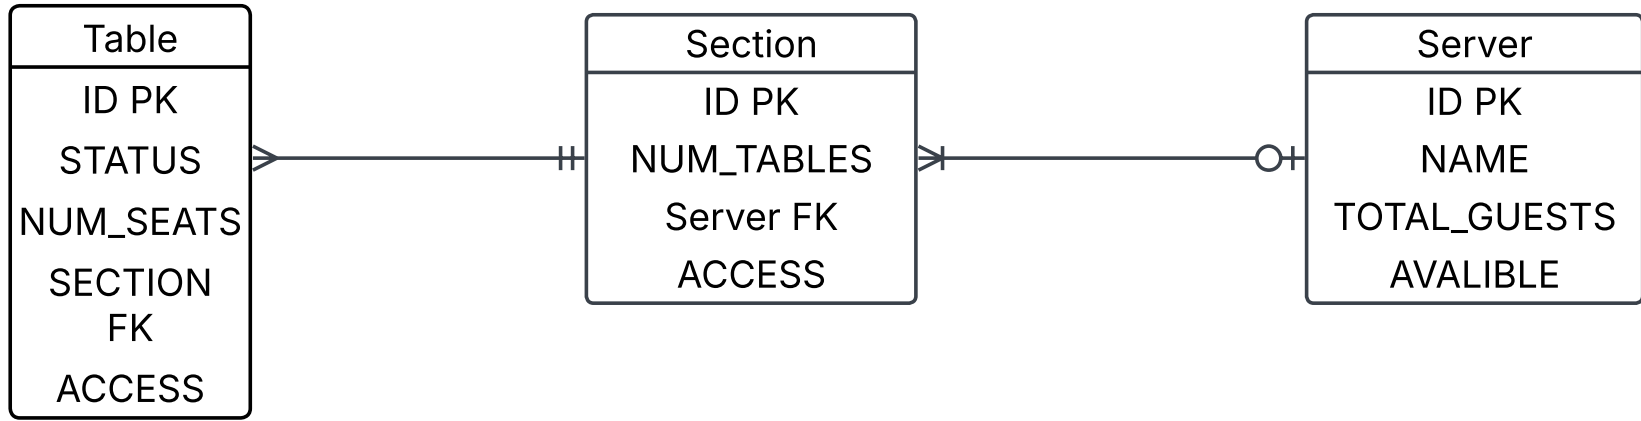 Table
ID PK
STATUS
NUM_SEATS
SECTION
FK
ACCESS
Section
ID PK
NUM_TABLES
Server FK
ACCESS
Server
ID PK
NAME
TOTAL_GUESTS
AVALIBLE